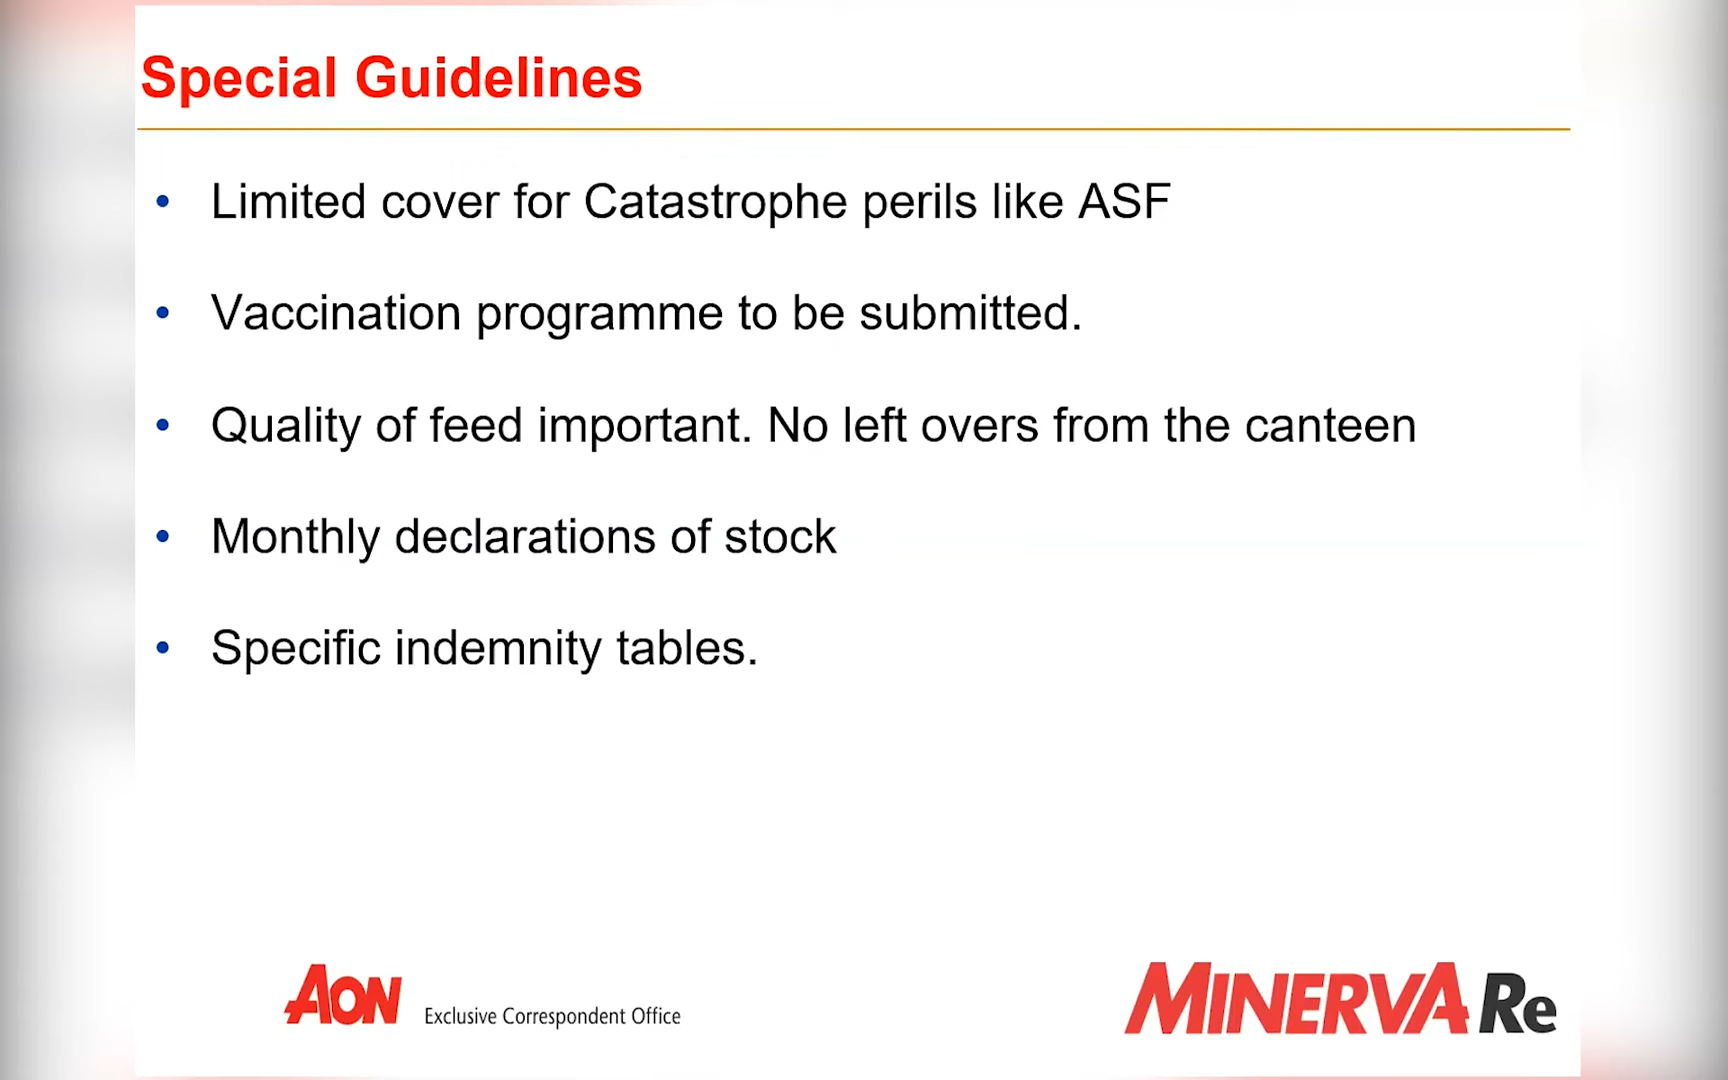 Special Guidelines
• Limited cover for Catastrophe perils like ASF
• Vaccination programme to be submitted.
• Quality of feed important. No left overs from the canteen
• Monthly declarations of stock
• Specific indemnity tables.
AON Exclusive Correspondent Office
MINERVA Re